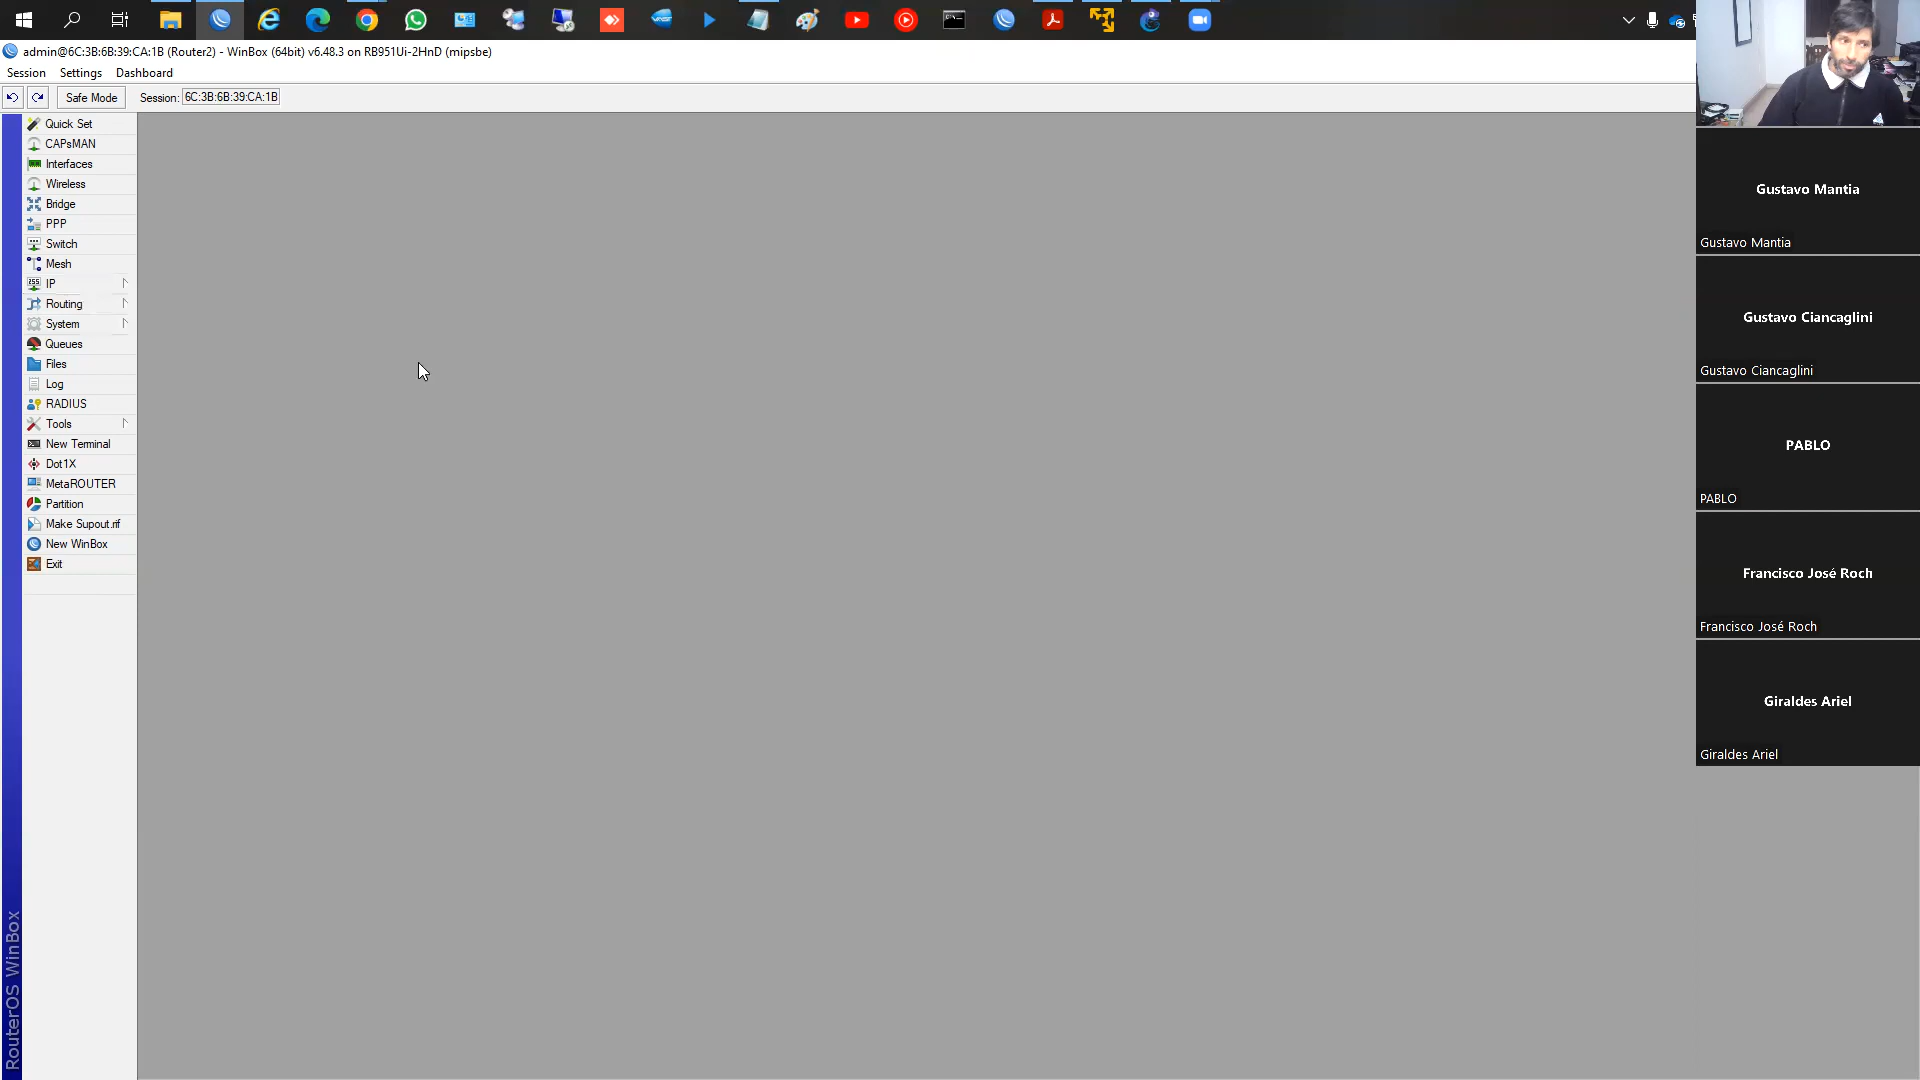 admin@6C:3B:6B:39:CA:1B (Router2) - WinBox (64bit) v6.48.3 on RB951Ui-2HnD (mipsbe)
Session Settings Dashboard
Safe Mode Session: 6C:3B:6B:39:CA:1B
Quick Set
CAPsMAN
Interfaces
Wireless
Bridge
PPP
Switch
Mesh
IP
Routing
System
Queues
Files
Log
RADIUS
Tools
New Terminal
Dot1X
MetaROUTER
Partition
Make Supout.rif
New WinBox
Exit
RouterOS WinBox
Gustavo Mantia
Gustavo Mantia
Gustavo Ciancaglini
Gustavo Ciancaglini
PABLO
PABLO
Francisco José Roch
Francisco José Roch
Giraldes Ariel
Giraldes Ariel